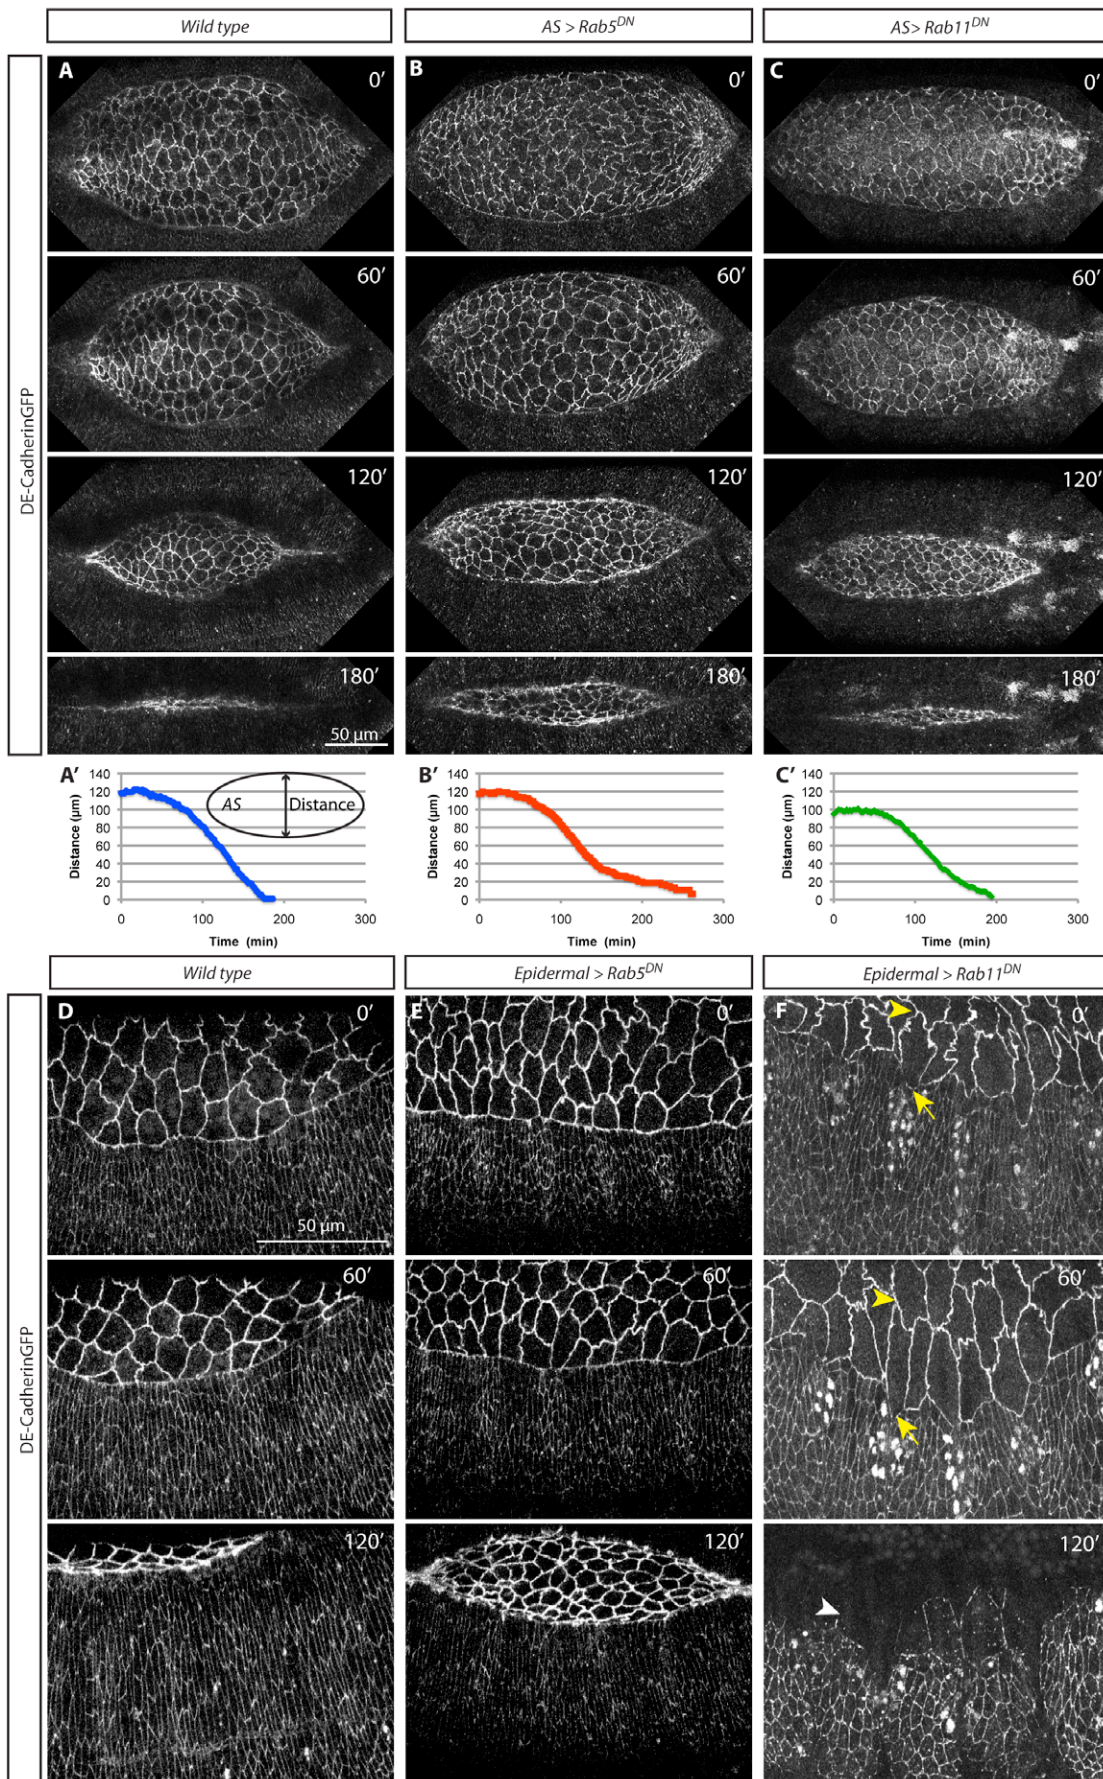 Wild type
AS > Rab5DN
AS> Rab11DN
DE-CadherinGFP
A
0'
B
0'
C
0'
60'
60'
60'
120'
120'
120'
180'
50 μm
180'
180'
A'
140
120
100
80
60
40
20
0
Distance (μm)
AS
Distance
0
100
200
300
Time (min)
B'
140
120
100
80
60
40
20
0
Distance (μm)
0
100
200
300
Time (min)
C'
140
120
100
80
60
40
20
0
Distance (μm)
0
100
200
300
Time (min)
Wild type
Epidermal > Rab5DN
Epidermal > Rab11DN
DE-CadherinGFP
D
0'
50 μm
E
0'
F
0'
60'
60'
60'
120'
120'
120'